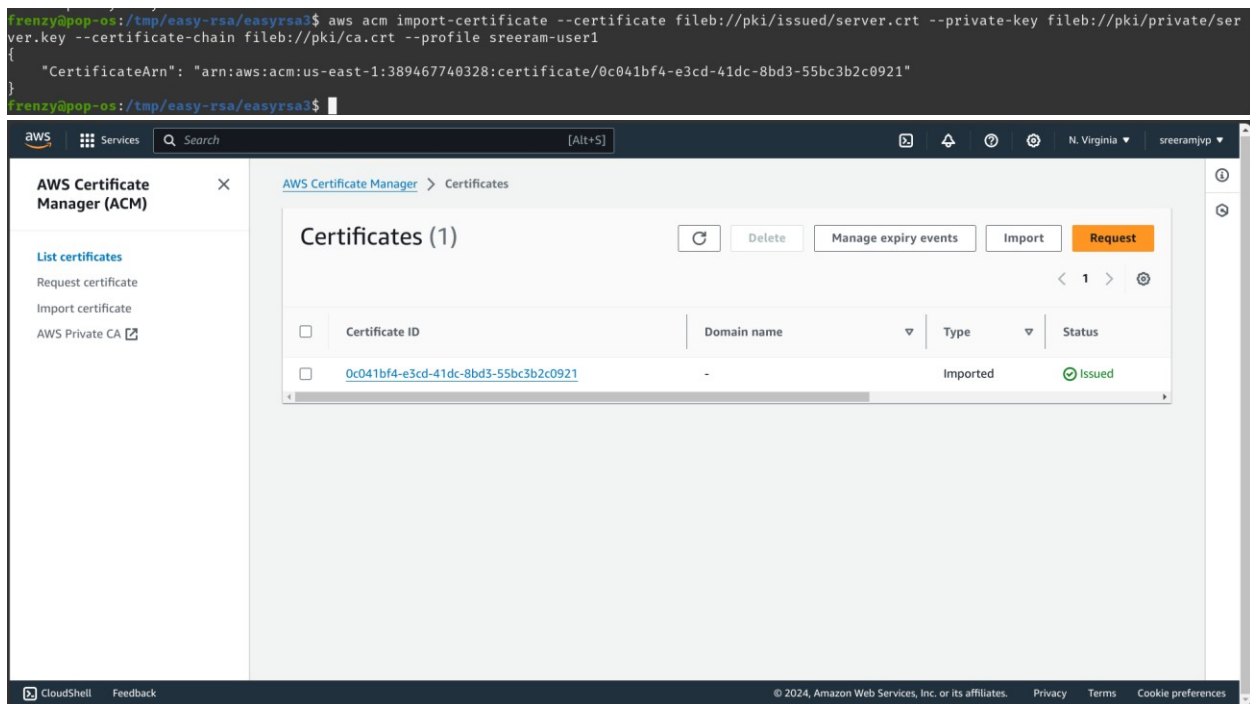 frenzy@pop-os:/tmp/easy-rsa/easyrsa3$ aws acm import-certificate --certificate fileb://pki/issued/server.crt --private-key fileb://pki/private/ser
ver.key --certificate-chain fileb://pki/ca.crt --profile sreeram-user1
{
    "CertificateArn": "arn:aws:acm:us-east-1:389467740328:certificate/0c041bf4-e3cd-41dc-8bd3-55bc3b2c0921"
}
frenzy@pop-os:/tmp/easy-rsa/easyrsa3$
aws Services Search [Alt+S] N. Virginia ▼ sreeramjvp ▼
AWS Certificate Manager (ACM)
AWS Certificate Manager > Certificates
Certificates (1)
Delete Manage expiry events Import Request
List certificates
Request certificate
Import certificate
AWS Private CA
< 1 >
Certificate ID Domain name Type Status
0c041bf4-e3cd-41dc-8bd3-55bc3b2c0921 - Imported Issued
CloudShell Feedback © 2024, Amazon Web Services, Inc. or its affiliates. Privacy Terms Cookie preferences